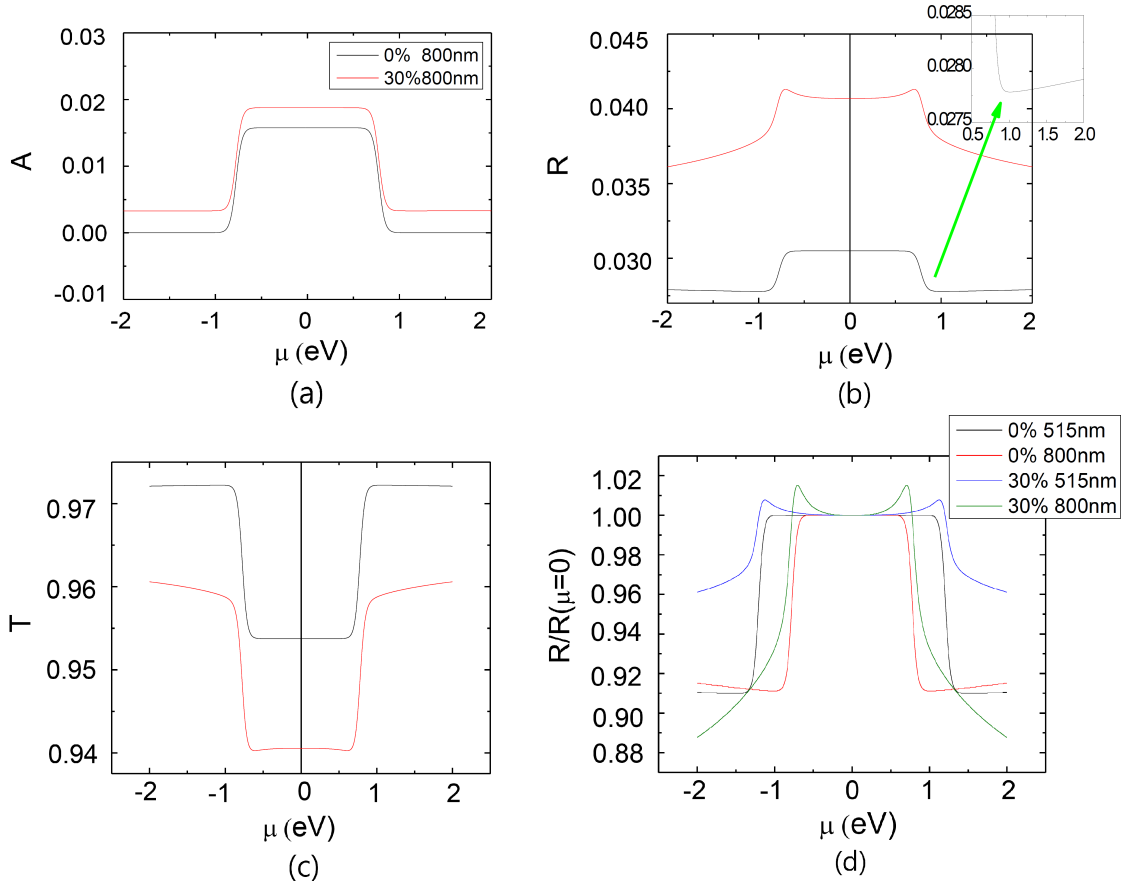 0.03
0.02
0.01
0.00
-0.01
A
0% 800nm
30%800nm
-2
-1
0
1
2
μ (eV)
(a)
0.045
0.040
0.035
0.030
R
0.0285
0.0280
0.0275
0.5
1.0
1.5
2.0
-2
-1
0
1
2
μ (eV)
(b)
0.97
0.96
0.95
0.94
T
-2
-1
0
1
2
μ (eV)
(c)
0% 515nm
0% 800nm
30% 515nm
30% 800nm
1.02
1.00
0.98
0.96
0.94
0.92
0.90
0.88
R/R(μ=0)
-2
-1
0
1
2
μ (eV)
(d)